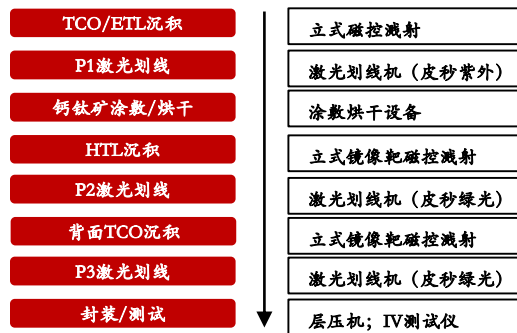 TCO/ETL沉积
立式磁控溅射
P1激光划线
激光划线机（皮秒紫外）
钙钛矿涂敷/烘干
涂敷烘干设备
HTL沉积
立式镜像靶磁控溅射
P2激光划线
激光划线机（皮秒绿光）
背面TCO沉积
立式镜像靶磁控溅射
P3激光划线
激光划线机（皮秒绿光）
封装/测试
层压机；IV测试仪